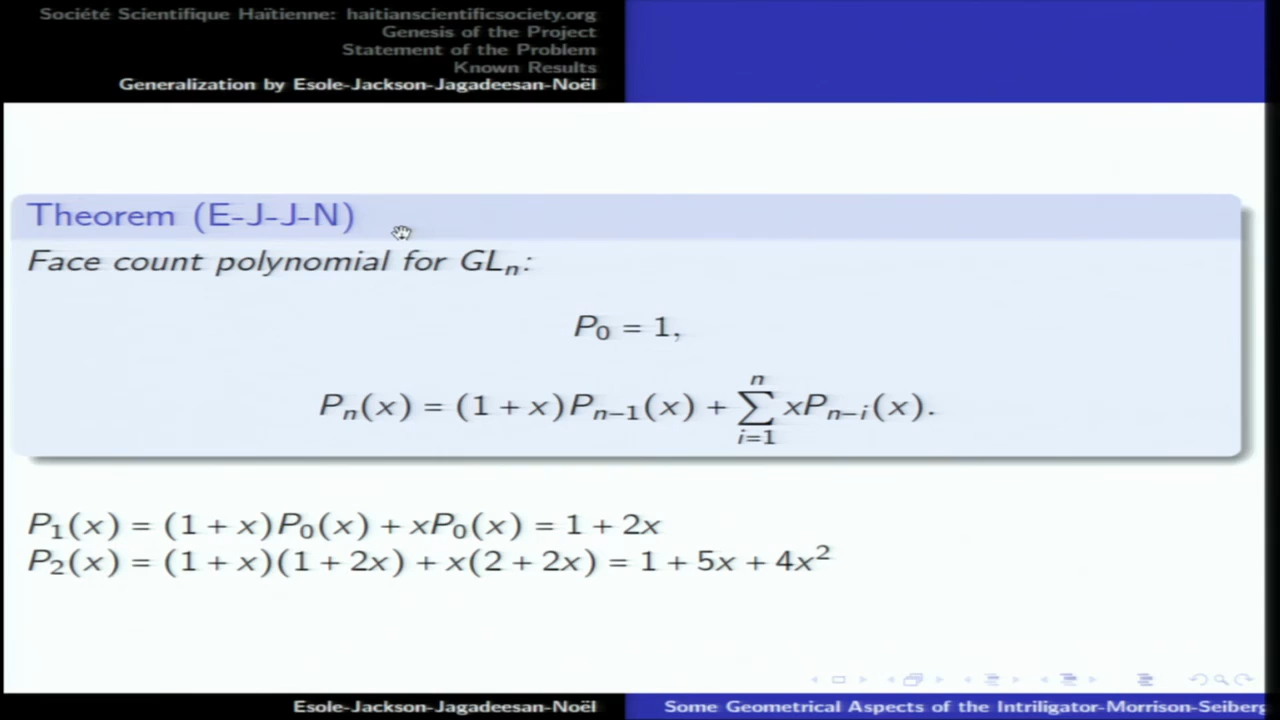 Société Scientifique Haïtienne: haitianscientificsociety.org
Genesis of the Project
Statement of the Problem
Known Results
Generalization by Esole-Jackson-Jagadeesan-Noël
Theorem (E-J-J-N)
Face count polynomial for GLₙ:
P₀ = 1,
Pₙ(x) = (1 + x)Pₙ₋₁(x) + ∑ⁿᵢ₌₁ xPₙ₋ᵢ(x).
P₁(x) = (1 + x)P₀(x) + xP₀(x) = 1 + 2x
P₂(x) = (1 + x)(1 + 2x) + x(2 + 2x) = 1 + 5x + 4x²
Esole-Jackson-Jagadeesan-Noël
Some Geometrical Aspects of the Intriligator-Morrison-Seiberg